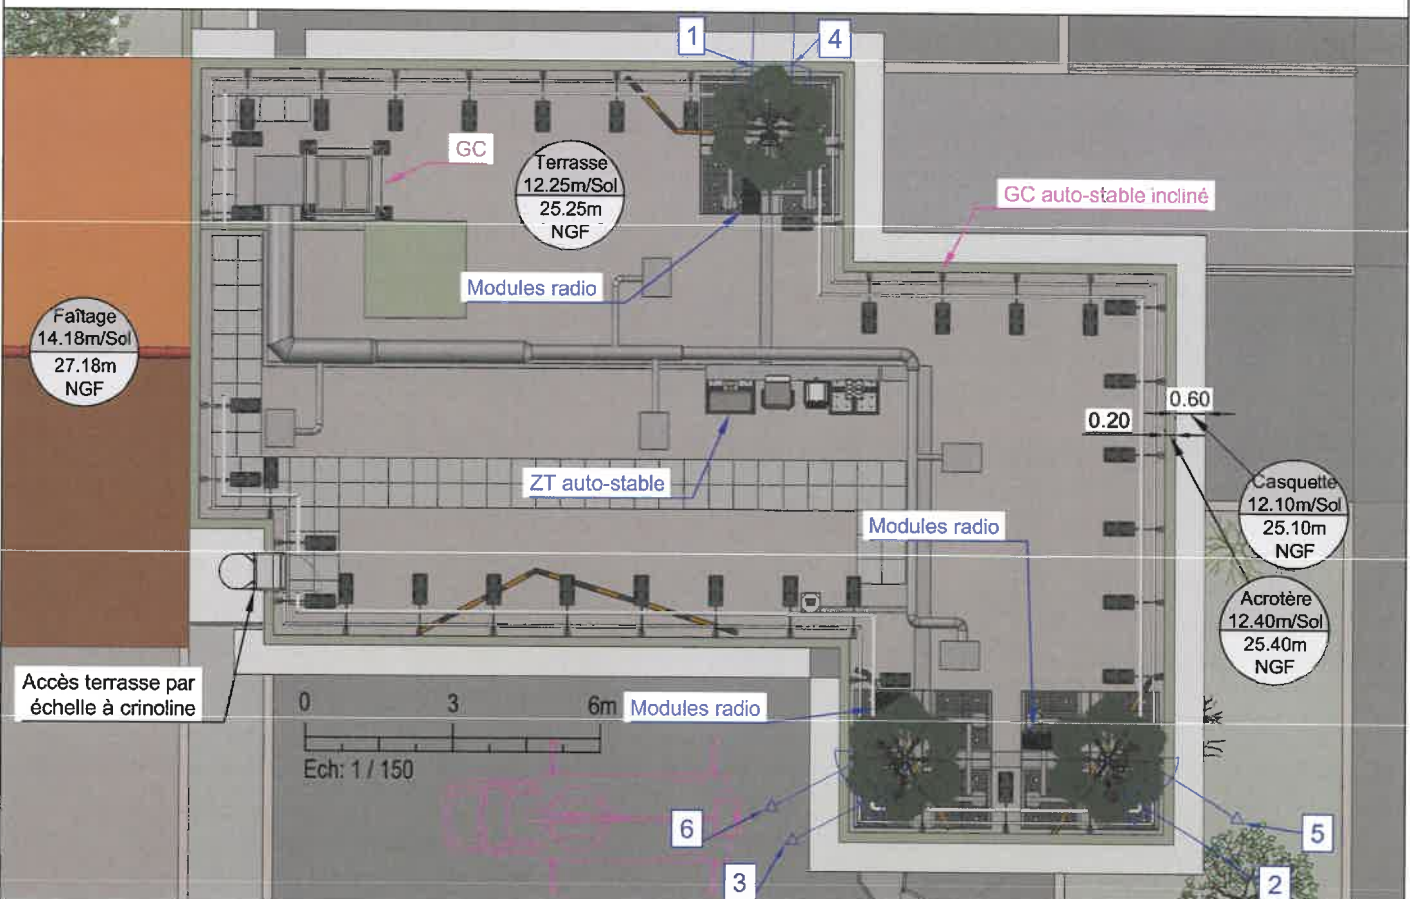 1
4
GC
Terrasse
12.25m/Sol
25.25m
NGF
GC auto-stable incliné
Modules radio
Faîtage
14.18m/Sol
27.18m
NGF
0.60
0.20
ZT auto-stable
Casquette
12.10m/Sol
25.10m
NGF
Modules radio
Acrotère
12.40m/Sol
25.40m
NGF
Accès terrasse par
échelle à crinoline
0 3 6m
Modules radio
Ech: 1 / 150
6
5
3
2